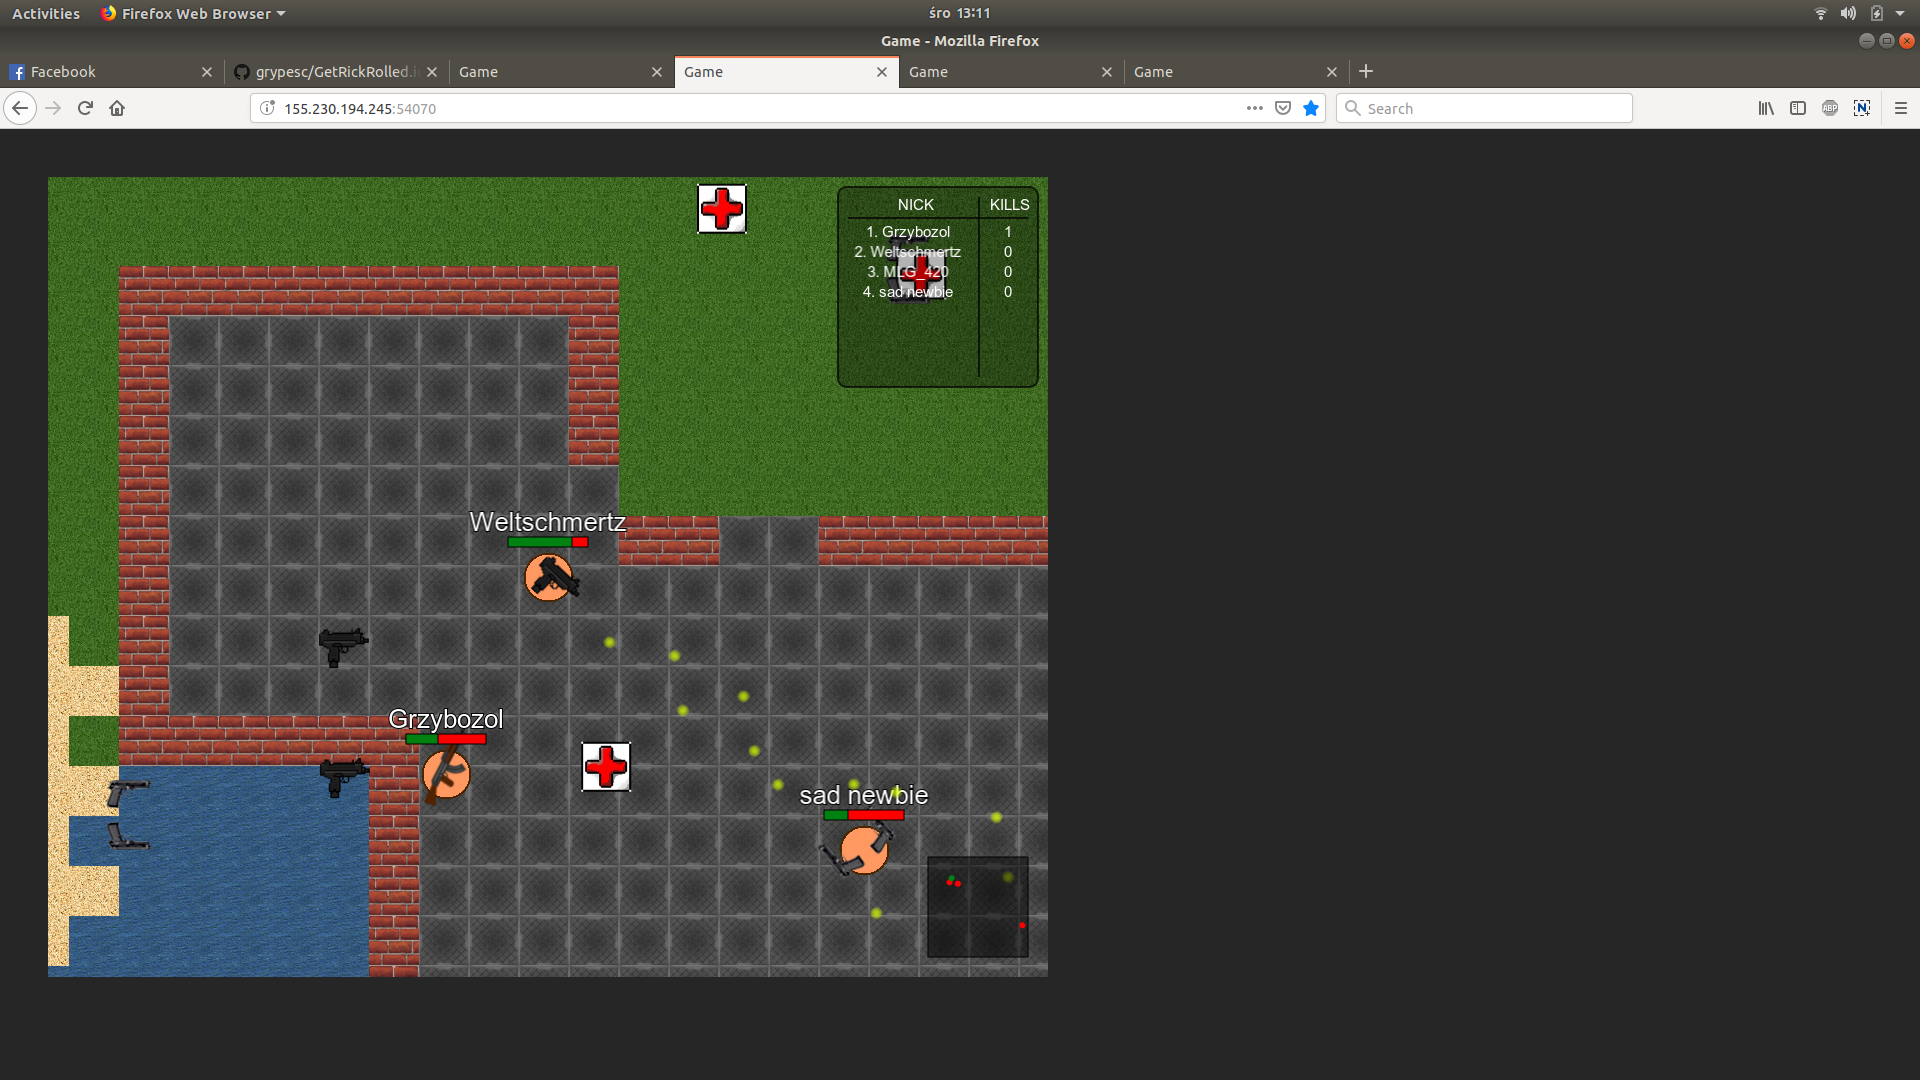 Activities Firefox Web Browser śro 13:11
Game - Mozilla Firefox
Facebook grypesc/GetRickRolled.i Game Game Game Game
155.230.194.245:54070 Search
ABP N
NICK KILLS
1. Grzybozol 1
2. Weltschmertz 0
3. MLG_420 0
4. sad newbie 0
Weltschmertz
Grzybozol
sad newbie